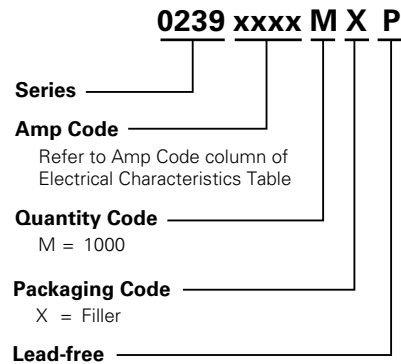 0239 xxxx M X P
Series
Amp Code
Refer to Amp Code column of
Electrical Characteristics Table
Quantity Code
M = 1000
Packaging Code
X = Filler
Lead-free